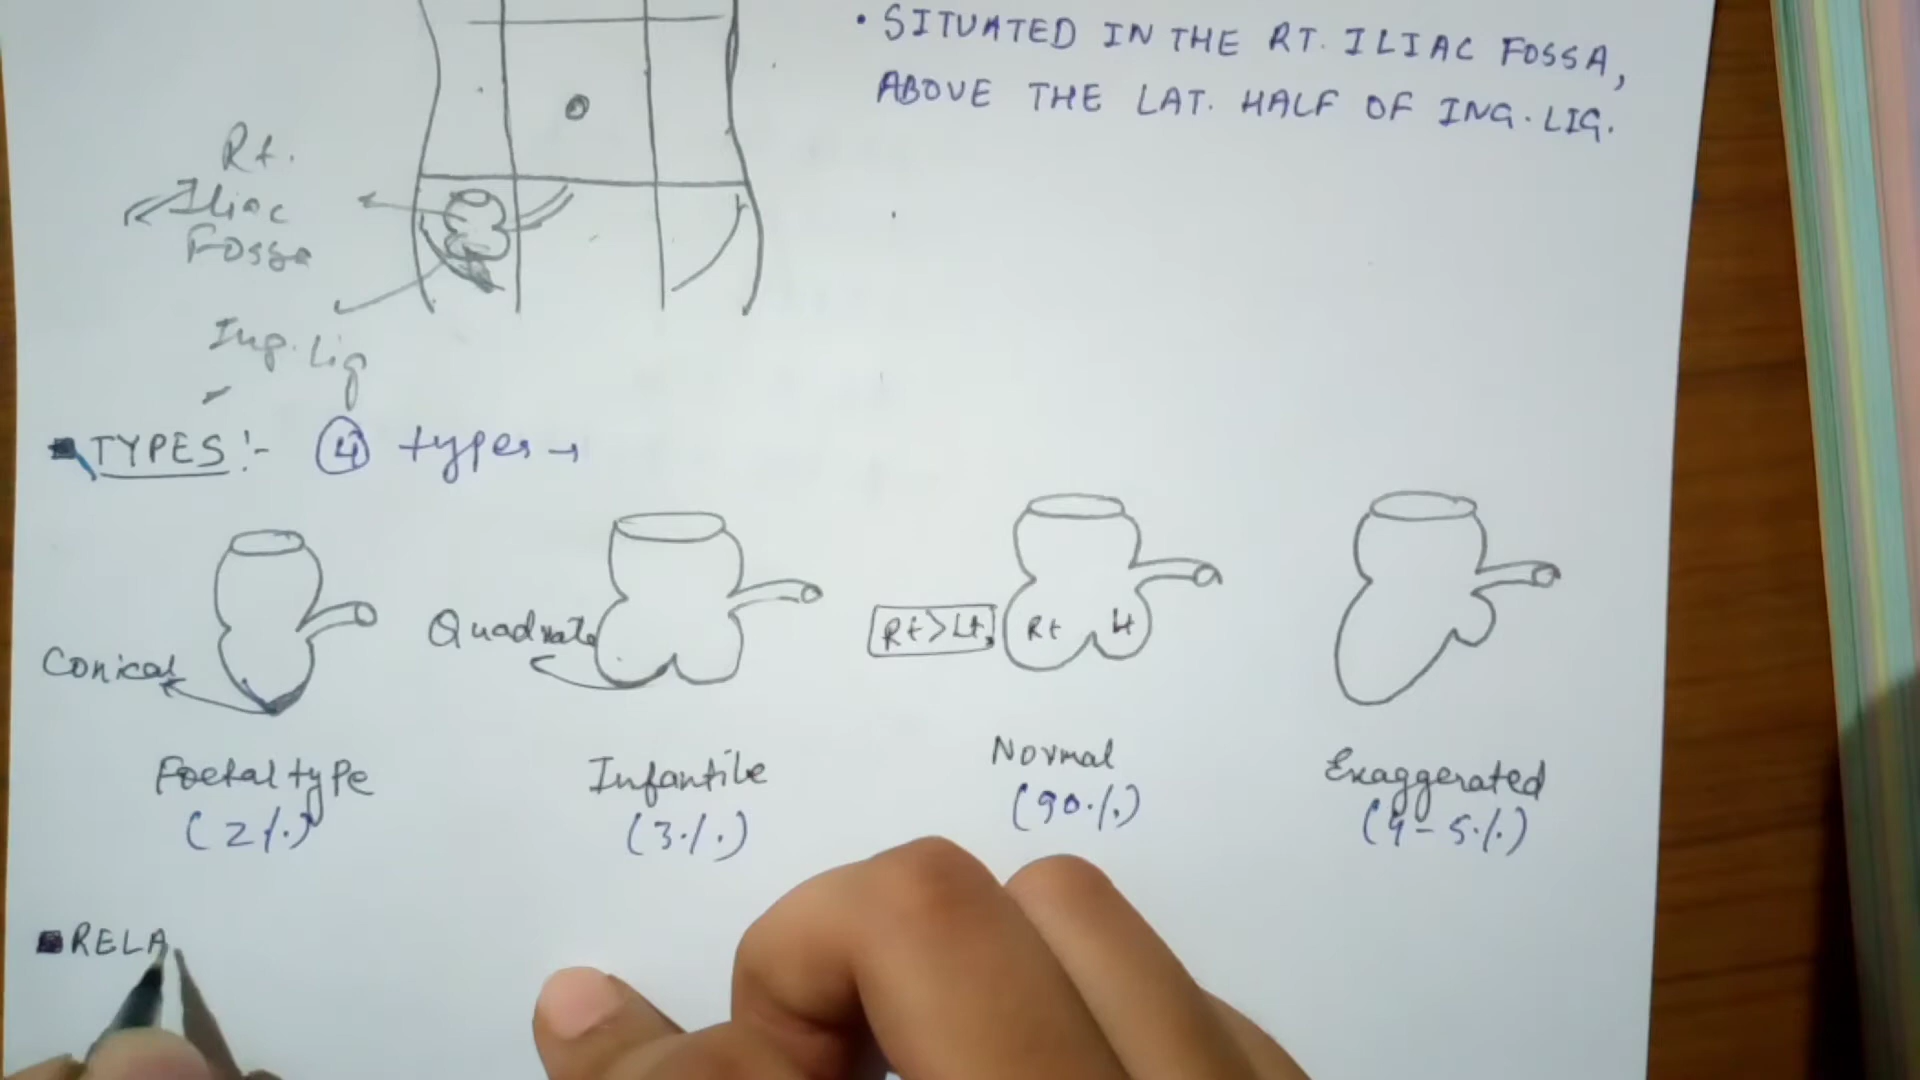 • SITUATED IN THE RT. ILIAC FOSSA,
ABOVE THE LAT. HALF OF ING. LIG.
Rt.
Iliac
Fossa
Ing. Lig
TYPES :- 4 types →
Conical
Quadrate
Rt > Lt.
Rt
Lt
Foetal type
(2%)
Infantile
(3%)
Normal
(90%)
Exaggerated
(4-5%)
RELA